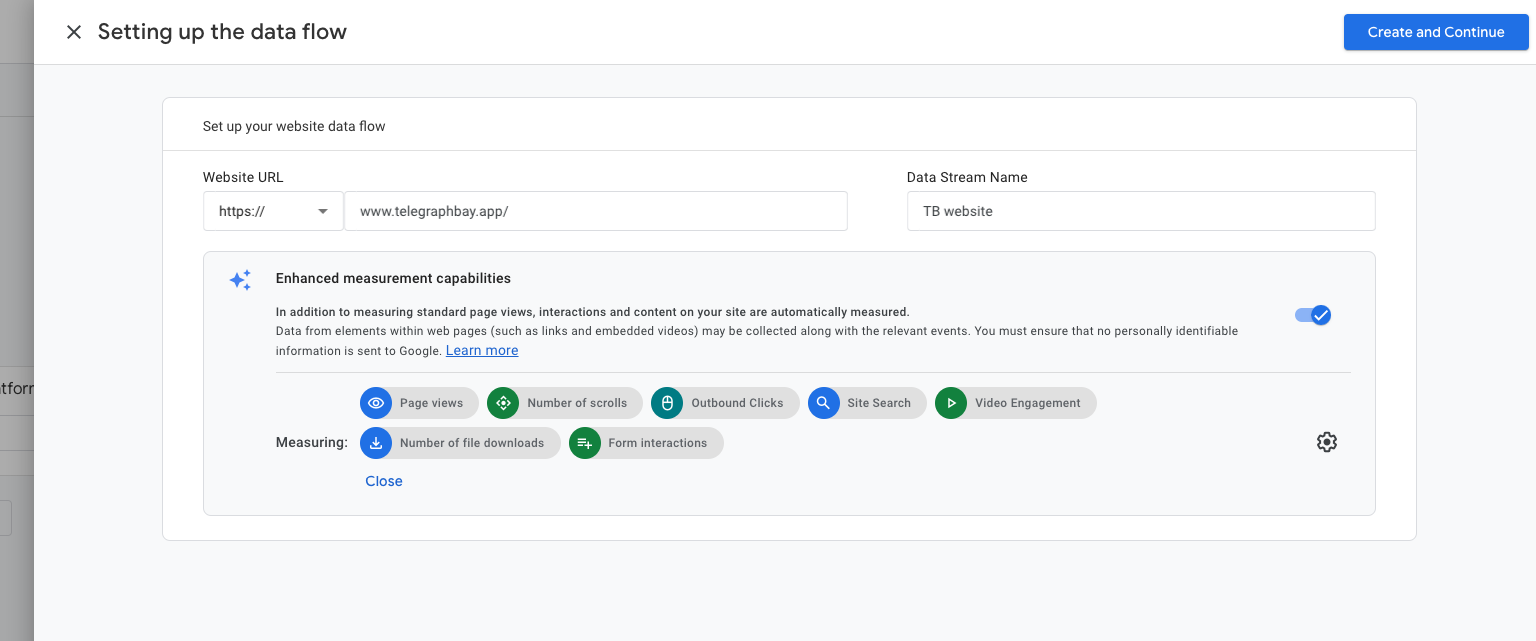 Setting up the data flow
Create and Continue
Set up your website data flow
Website URL
Data Stream Name
https://
www.telegraphbay.app/
TB website
Enhanced measurement capabilities
In addition to measuring standard page views, interactions and content on your site are automatically measured.
Data from elements within web pages (such as links and embedded videos) may be collected along with the relevant events. You must ensure that no personally identifiable
information is sent to Google. Learn more
Page views
Number of scrolls
Outbound Clicks
Site Search
Video Engagement
Measuring:
Number of file downloads
Form interactions
Close